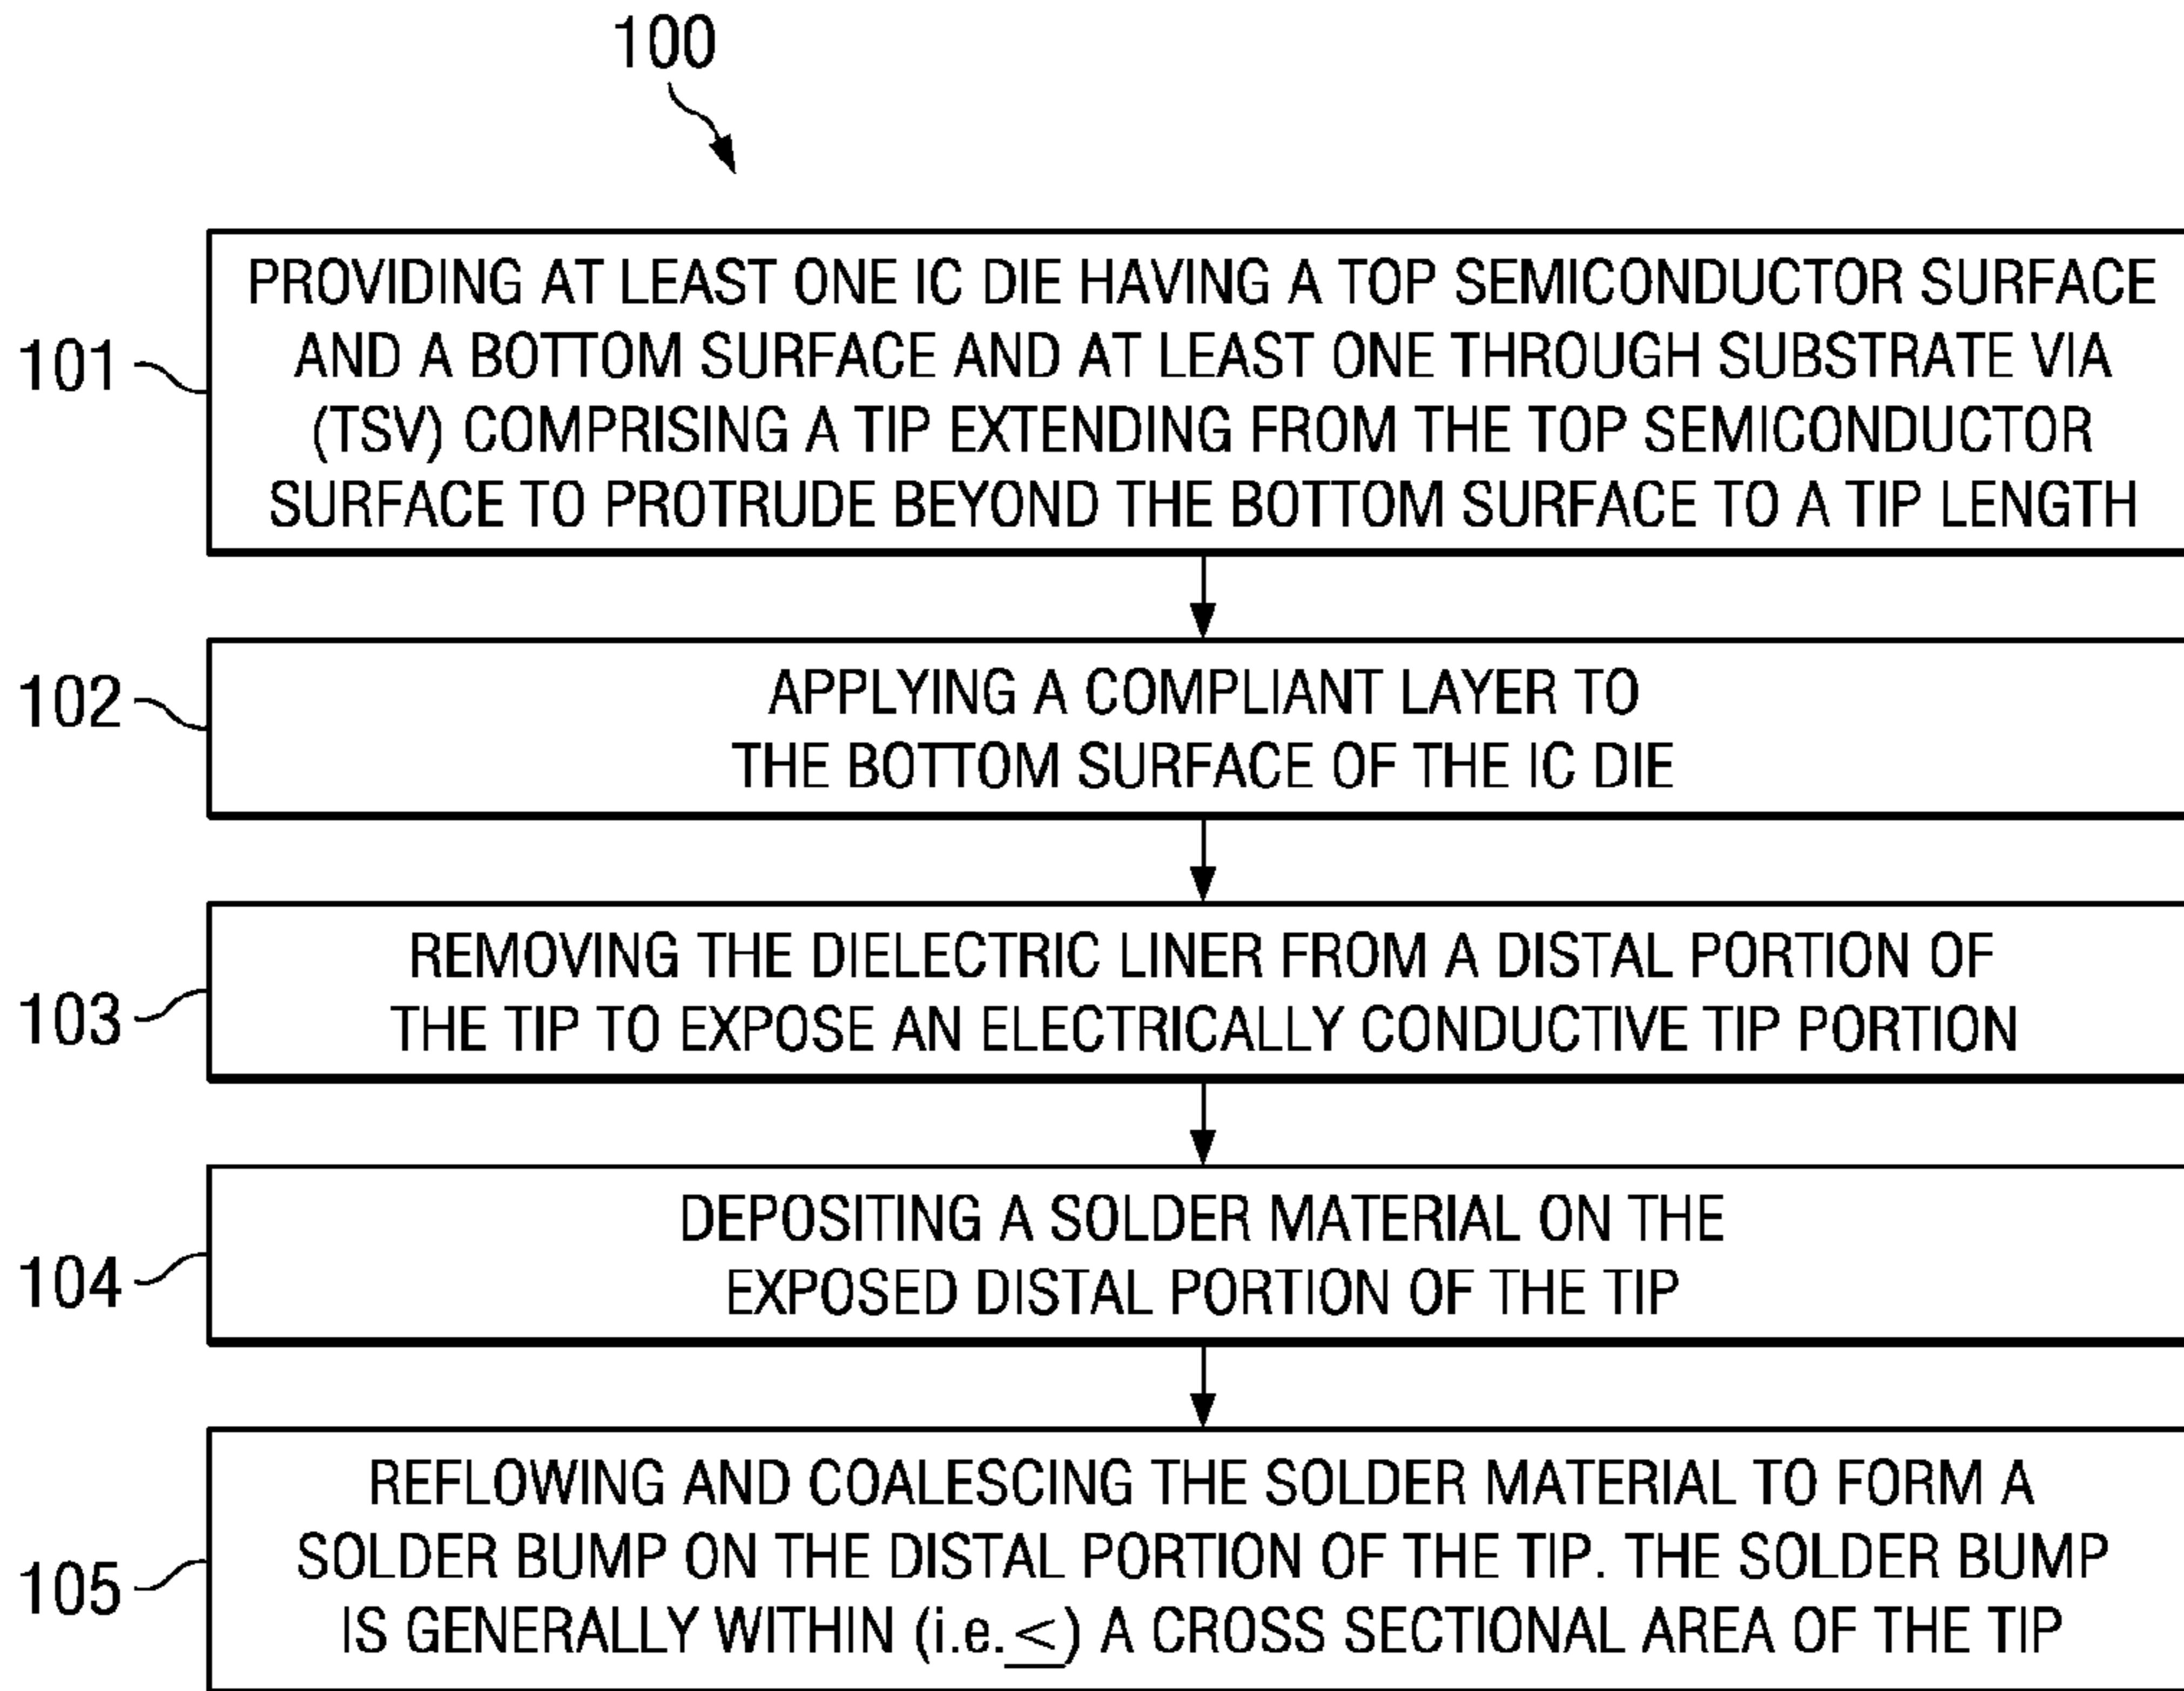 100
101
PROVIDING AT LEAST ONE IC DIE HAVING A TOP SEMICONDUCTOR SURFACE
AND A BOTTOM SURFACE AND AT LEAST ONE THROUGH SUBSTRATE VIA
(TSV) COMPRISING A TIP EXTENDING FROM THE TOP SEMICONDUCTOR
SURFACE TO PROTRUDE BEYOND THE BOTTOM SURFACE TO A TIP LENGTH
102
APPLYING A COMPLIANT LAYER TO
THE BOTTOM SURFACE OF THE IC DIE
103
REMOVING THE DIELECTRIC LINER FROM A DISTAL PORTION OF
THE TIP TO EXPOSE AN ELECTRICALLY CONDUCTIVE TIP PORTION
104
DEPOSITING A SOLDER MATERIAL ON THE
EXPOSED DISTAL PORTION OF THE TIP
105
REFLOWING AND COALESCING THE SOLDER MATERIAL TO FORM A
SOLDER BUMP ON THE DISTAL PORTION OF THE TIP. THE SOLDER BUMP
IS GENERALLY WITHIN (i.e. ≤) A CROSS SECTIONAL AREA OF THE TIP